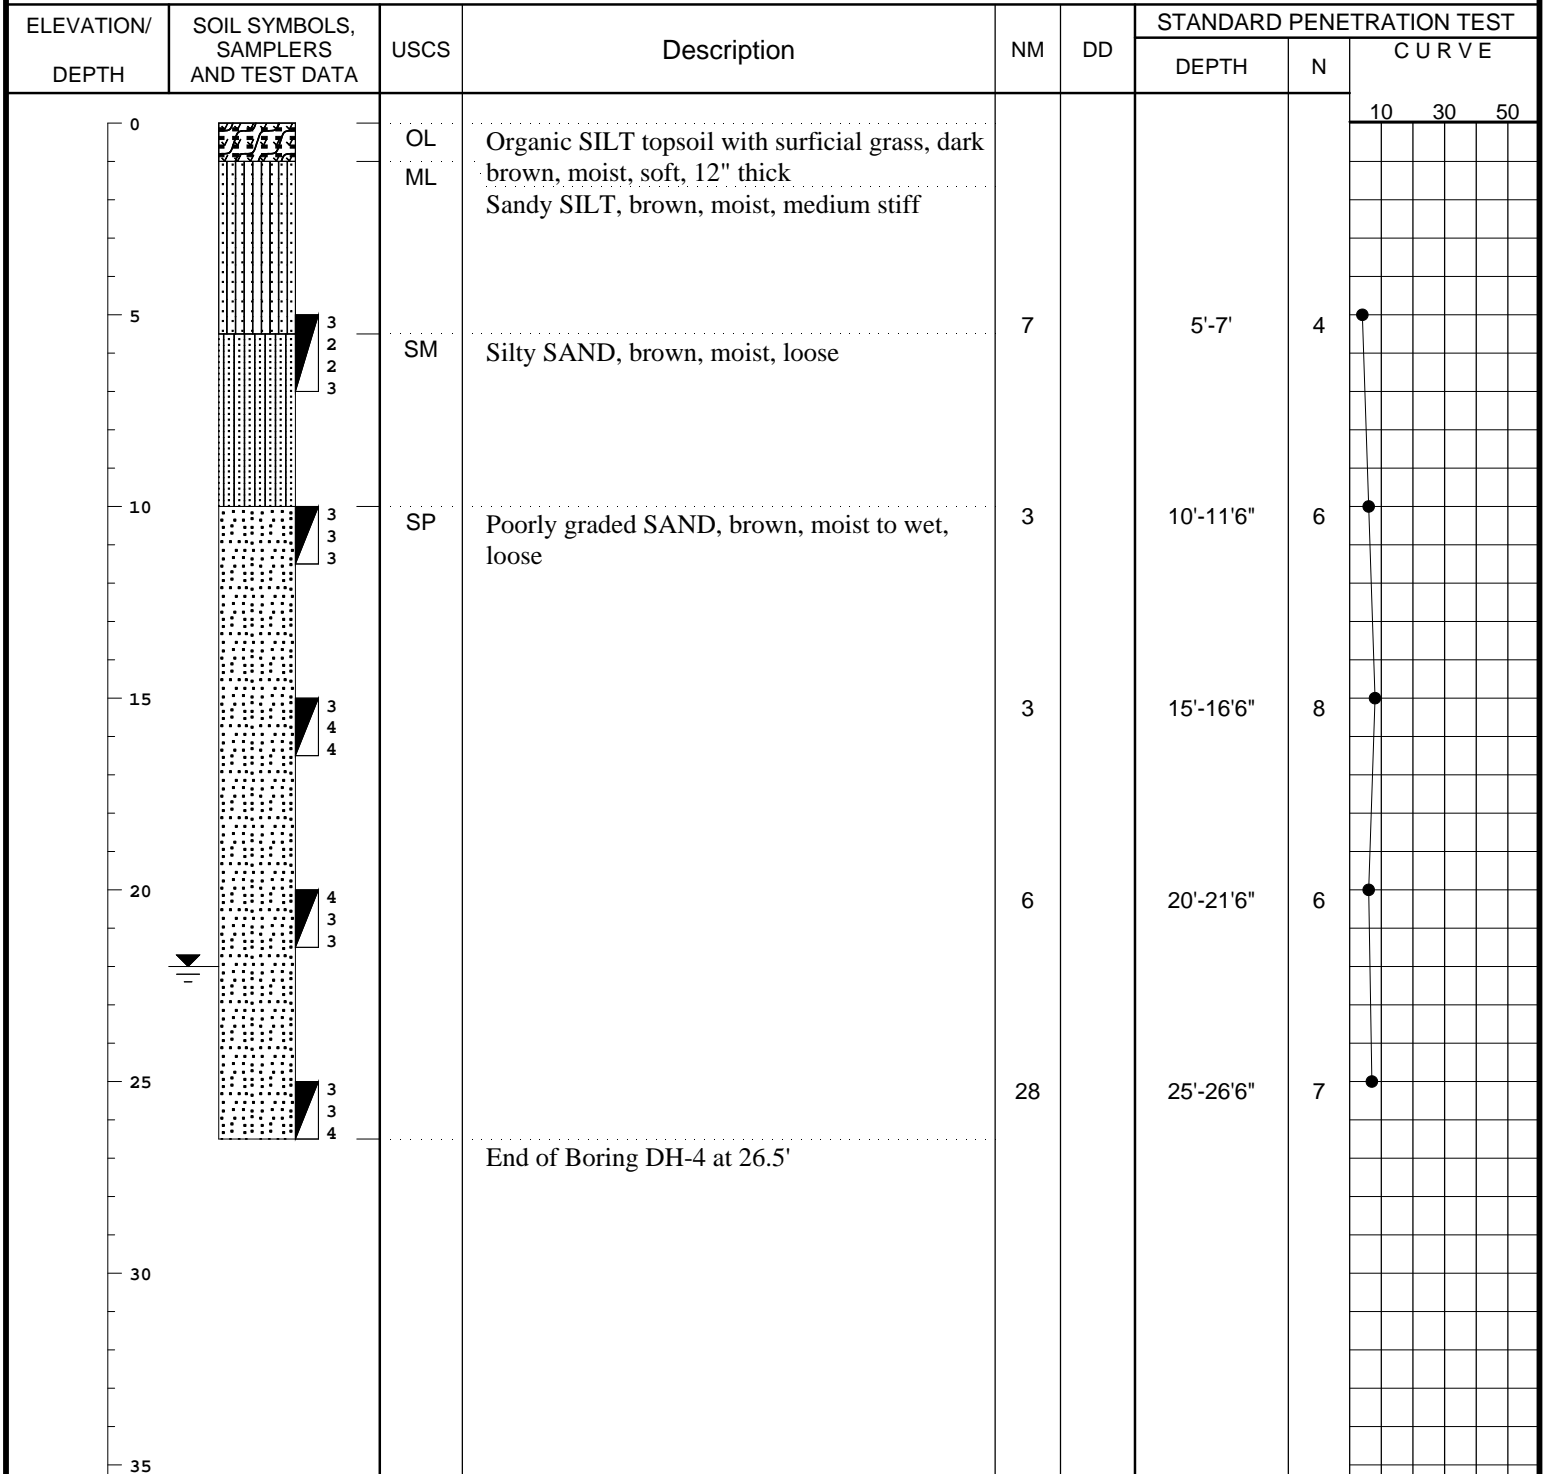 ELEVATION/
DEPTH
SOIL SYMBOLS,
SAMPLERS
AND TEST DATA
USCS
Description
NM
DD
STANDARD PENETRATION TEST
DEPTH
N
C U R V E
10 30 50
0
OL
Organic SILT topsoil with surficial grass, dark
brown, moist, soft, 12" thick
ML
Sandy SILT, brown, moist, medium stiff
5
3
2
2
3
7
5'-7'
4
SM
Silty SAND, brown, moist, loose
10
3
3
3
SP
Poorly graded SAND, brown, moist to wet,
loose
3
10'-11'6"
6
15
3
4
4
3
15'-16'6"
8
20
4
3
3
6
20'-21'6"
6
25
3
3
4
28
25'-26'6"
7
End of Boring DH-4 at 26.5'
30
35